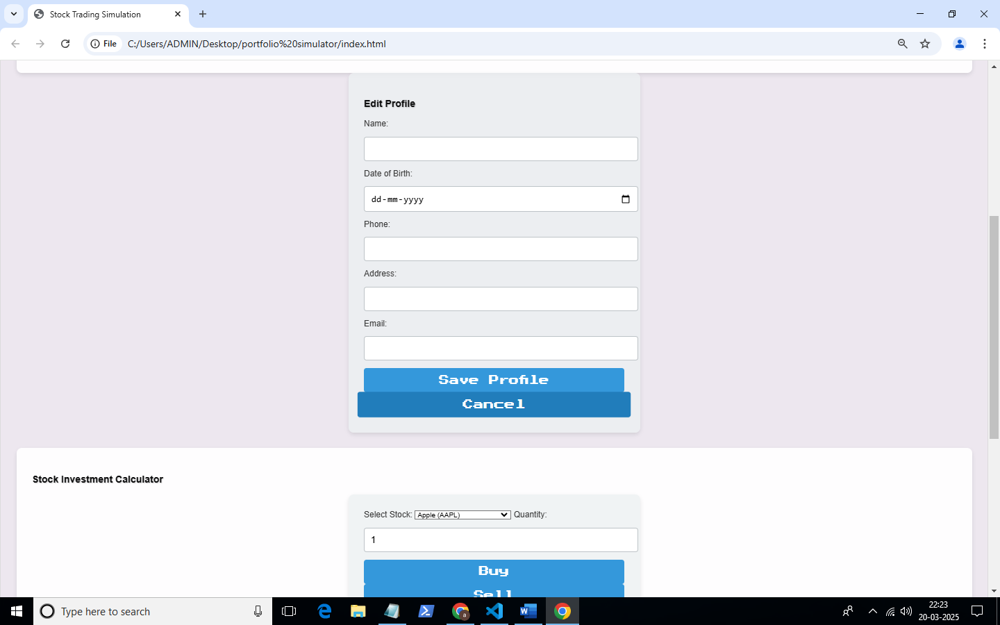 Stock Trading Simulation
File C:/Users/ADMIN/Desktop/portfolio%20simulator/index.html
Edit Profile
Name:
Date of Birth:
dd-mm-yyyy
Phone:
Address:
Email:
Save Profile
Cancel
Stock Investment Calculator
Select Stock: Apple (AAPL) Quantity:
1
Buy
Sell
Type here to search
a
22:23
20-03-2025